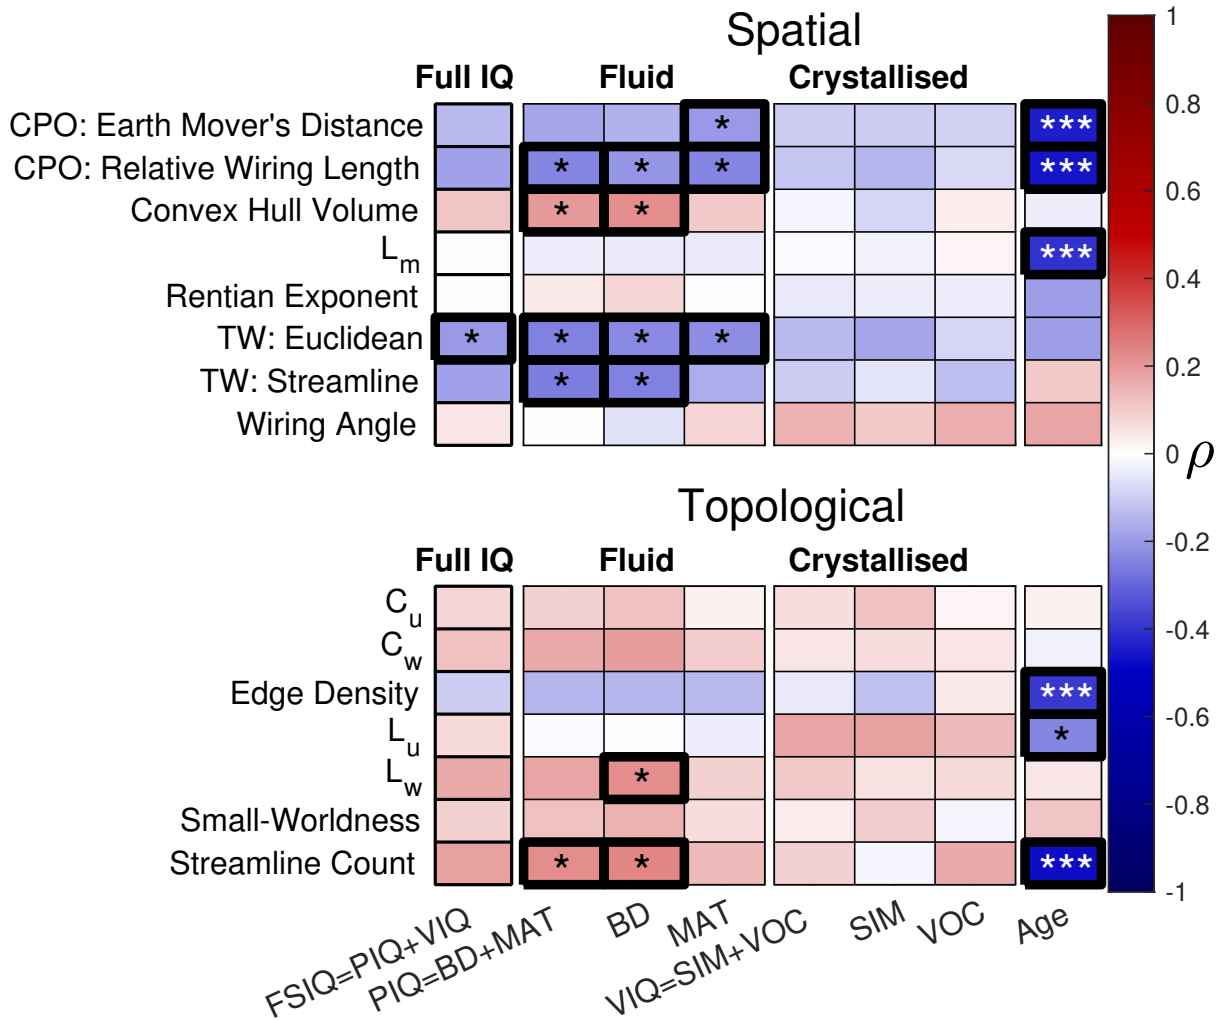 Spatial
Full IQ Fluid Crystallised
CPO: Earth Mover's Distance * ***
CPO: Relative Wiring Length * * * ***
Convex Hull Volume * *
Lm ***
Rentian Exponent
TW: Euclidean * * * *
TW: Streamline * *
Wiring Angle
Topological
Full IQ Fluid Crystallised
Cu
Cw
Edge Density ***
Lu *
Lw *
Small-Worldness
Streamline Count * * ***
FSIQ=PIQ+VIQ
PIQ=BD+MAT
BD
MAT
VIQ=SIM+VOC
SIM
VOC
Age
1
0.8
0.6
0.4
0.2
0
-0.2
-0.4
-0.6
-0.8
-1
ρ